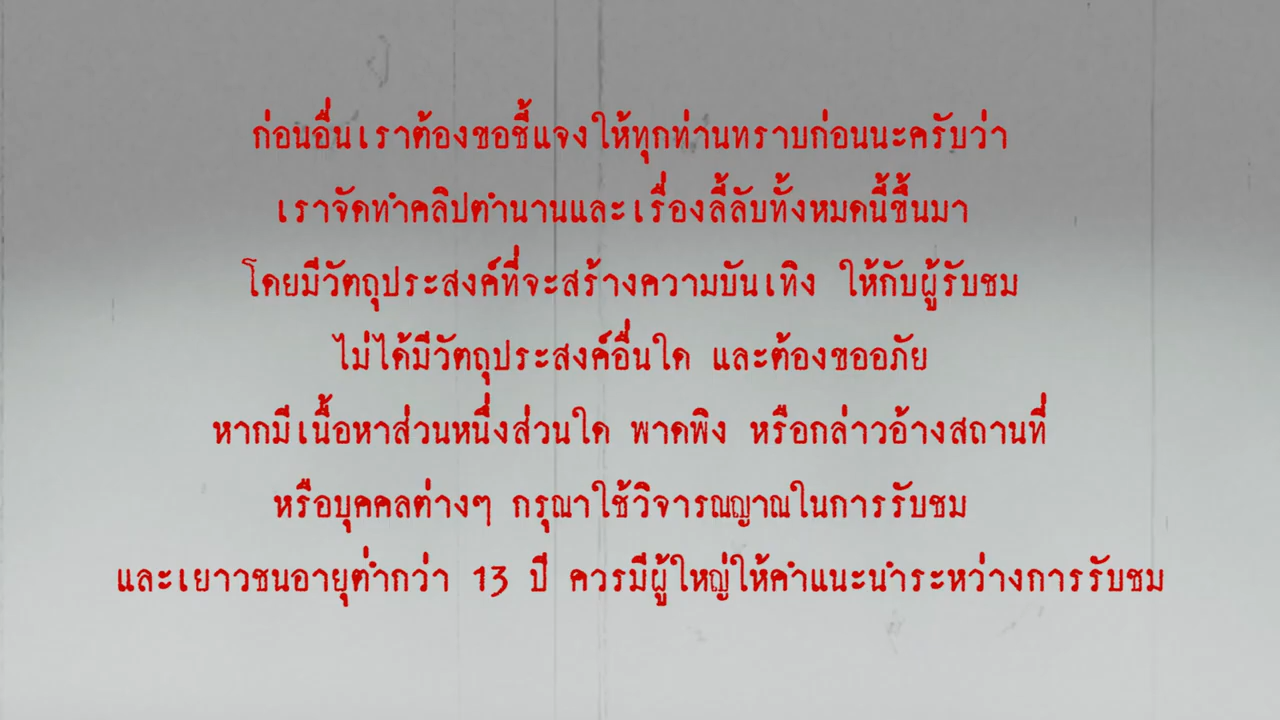 ก่อนอื่นเราต้องขอชี้แจงให้ทุกท่านทราบก่อนนะครับว่า
เราจัดทำคลิปตำนานและเรื่องลี้ลับทั้งหมดนี้ขึ้นมา
โดยมีวัตถุประสงค์ที่จะสร้างความบันเทิง ให้กับผู้รับชม
ไม่ได้มีวัตถุประสงค์อื่นใด และต้องขออภัย
หากมีเนื้อหาส่วนหนึ่งส่วนใด พาดพิง หรือกล่าวอ้างสถานที่
หรือบุคคลต่างๆ กรุณาใช้วิจารณญาณในการรับชม
และเยาวชนอายุต่ำกว่า 13 ปี ควรมีผู้ใหญ่ให้คำแนะนำระหว่างการรับชม